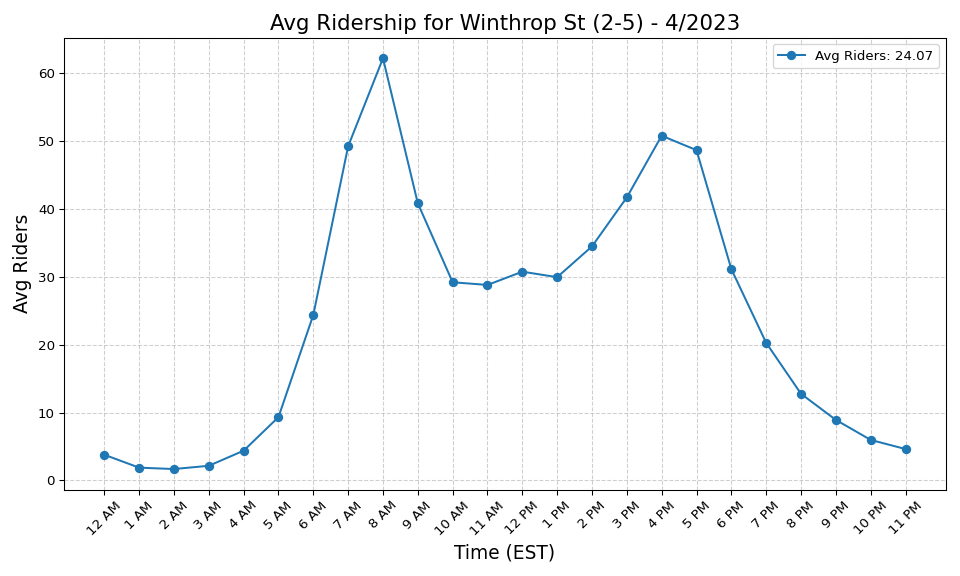 Avg Ridership for Winthrop St (2-5) - 4/2023
Avg Riders: 24.07
Avg Riders
60
50
40
30
20
10
0
12 AM
1 AM
2 AM
3 AM
4 AM
5 AM
6 AM
7 AM
8 AM
9 AM
10 AM
11 AM
12 PM
1 PM
2 PM
3 PM
4 PM
5 PM
6 PM
7 PM
8 PM
9 PM
10 PM
11 PM
Time (EST)